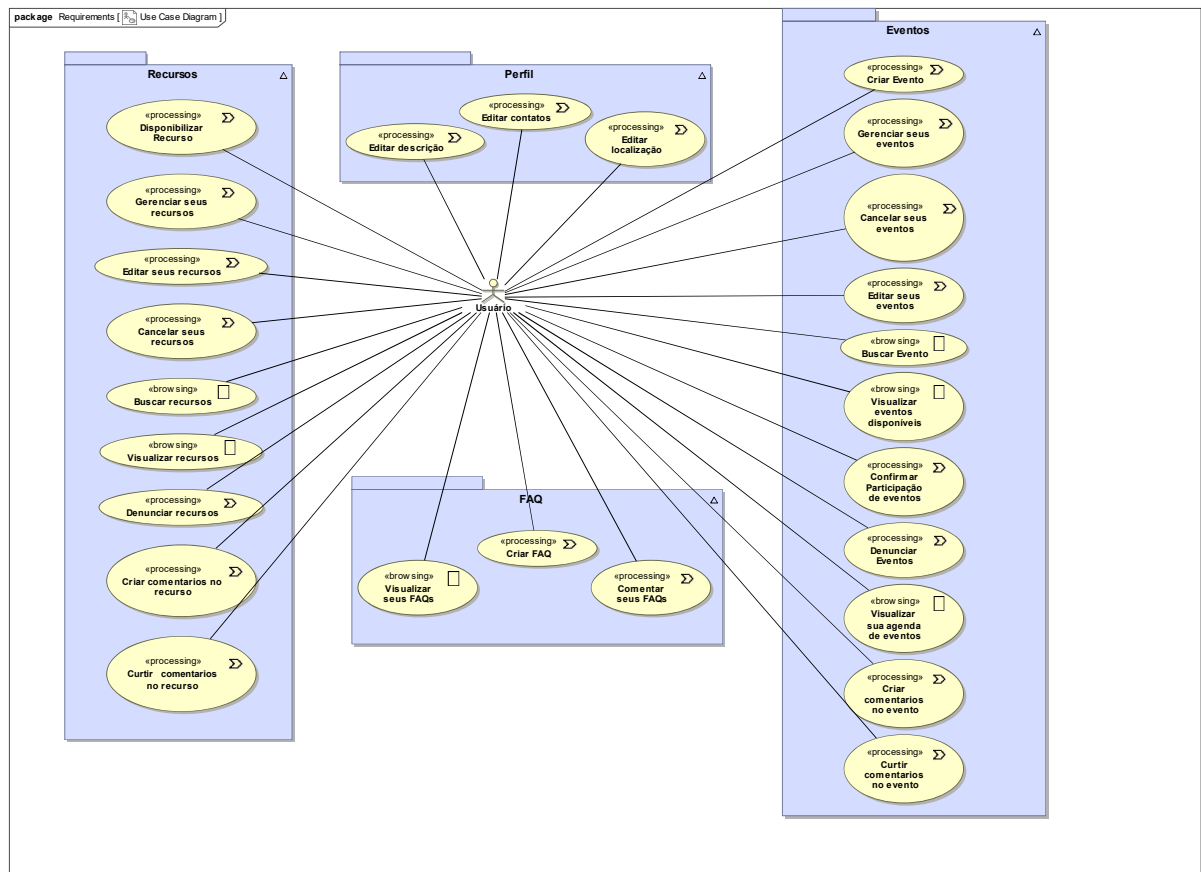 package Requirements [ Use Case Diagram ]
Recursos
«processing»
Disponibilizar
Recurso
«processing»
Gerenciar seus
recursos
«processing»
Editar seus recursos
«processing»
Cancelar seus
recursos
«browsing»
Buscar recursos
«browsing»
Visualizar recursos
«processing»
Denunciar recursos
«processing»
Criar comentarios no
recurso
«processing»
Curtir comentarios
no recurso
Perfil
«processing»
Editar descrição
«processing»
Editar contatos
«processing»
Editar
localização
Usuário
FAQ
«browsing»
Visualizar
seus FAQs
«processing»
Criar FAQ
«processing»
Comentar
seus FAQs
Eventos
«processing»
Criar Evento
«processing»
Gerenciar seus
eventos
«processing»
Cancelar seus
eventos
«processing»
Editar seus
eventos
«browsing»
Buscar Evento
«browsing»
Visualizar
eventos
disponíveis
«processing»
Confirmar
Participação
de eventos
«processing»
Denunciar
Eventos
«browsing»
Visualizar
sua agenda
de eventos
«processing»
Criar
comentarios
no evento
«processing»
Curtir
comentarios
no evento